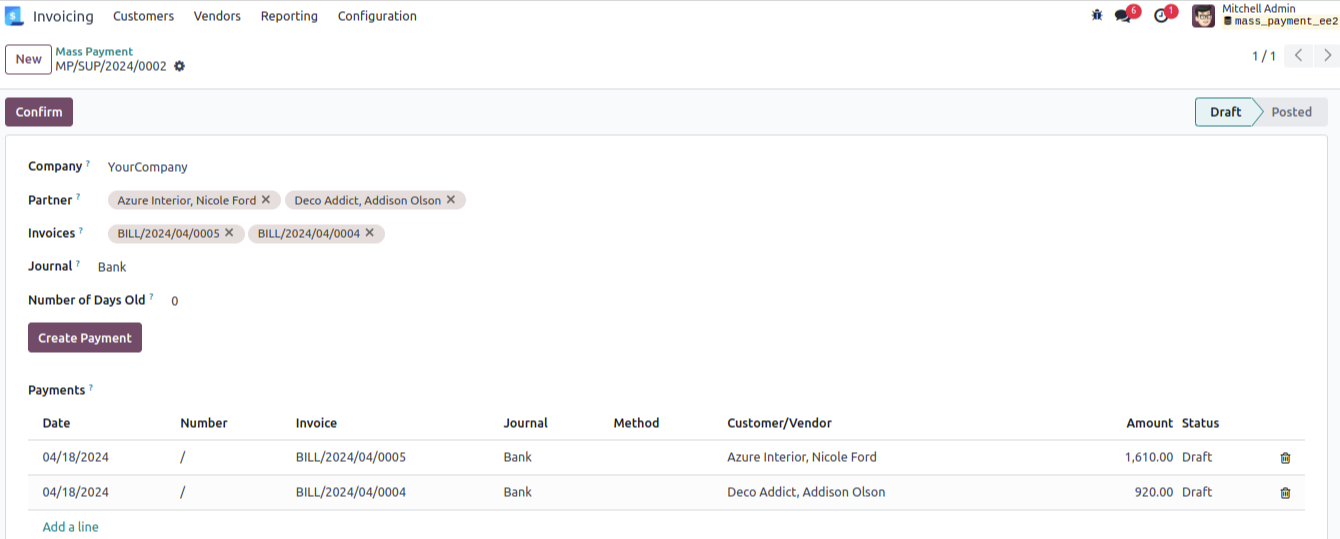 Invoicing Customers Vendors Reporting Configuration 6 1 Mitchell Admin
mass_payment_ee2
New Mass Payment
MP/SUP/2024/0002 1 / 1
Confirm Draft Posted
Company ? YourCompany
Partner ? Azure Interior, Nicole Ford ✕ Deco Addict, Addison Olson ✕
Invoices ? BILL/2024/04/0005 ✕ BILL/2024/04/0004 ✕
Journal ? Bank
Number of Days Old ? 0
Create Payment
Payments ?
Date Number Invoice Journal Method Customer/Vendor Amount Status
04/18/2024 / BILL/2024/04/0005 Bank Azure Interior, Nicole Ford 1,610.00 Draft
04/18/2024 / BILL/2024/04/0004 Bank Deco Addict, Addison Olson 920.00 Draft
Add a line